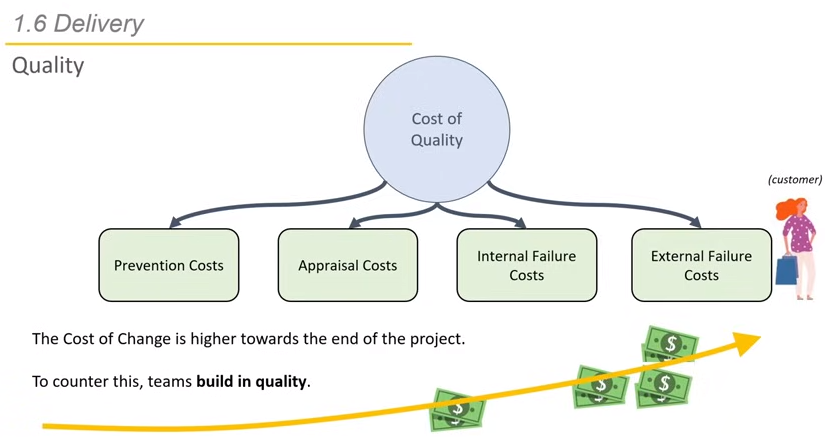 1.6 Delivery
Quality
Cost of
Quality
(customer)
Prevention Costs
Appraisal Costs
Internal Failure
Costs
External Failure
Costs
The Cost of Change is higher towards the end of the project.
To counter this, teams build in quality.
$
$
$
$